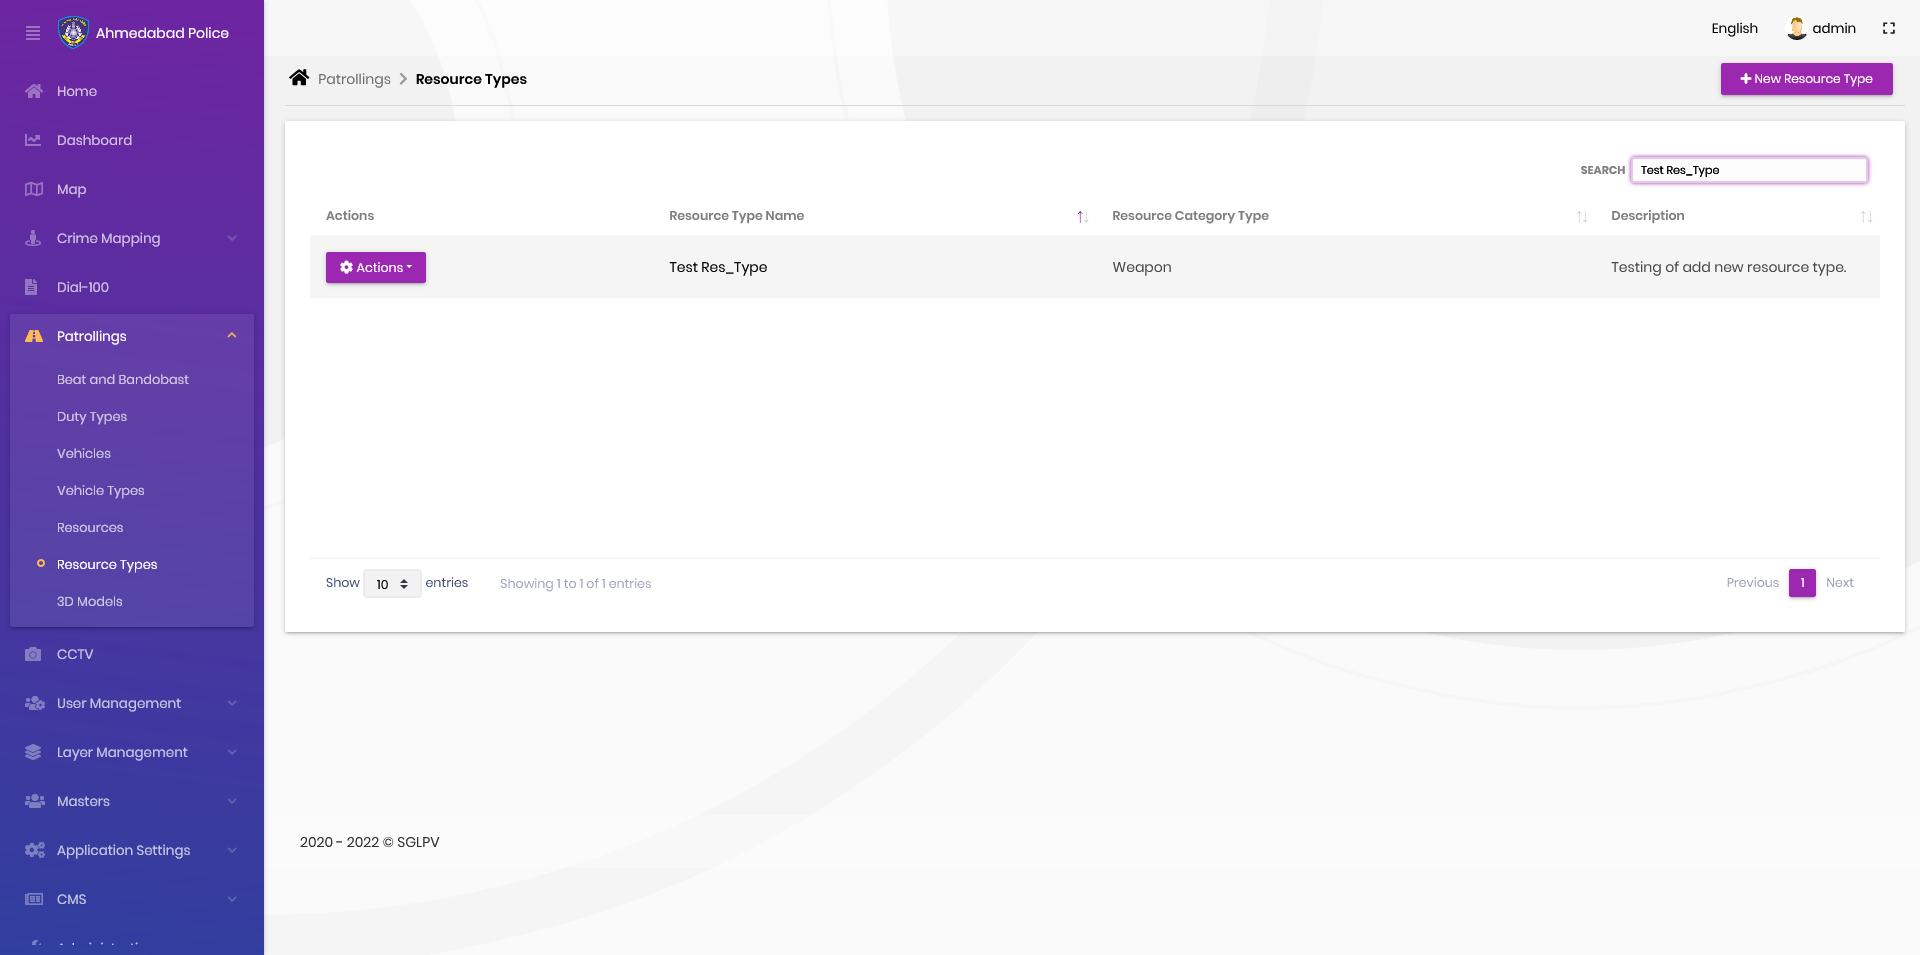 Ahmedabad Police
English
admin
Home
Dashboard
Map
Crime Mapping
Dial-100
Patrollings
Beat and Bandobast
Duty Types
Vehicles
Vehicle Types
Resources
Resource Types
3D Models
CCTV
User Management
Layer Management
Masters
Application Settings
CMS
Patrollings > Resource Types
New Resource Type
SEARCH Test Res_Type
Actions Resource Type Name Resource Category Type Description
Actions Test Res_Type Weapon Testing of add new resource type.
Show 10 entries Showing 1 to 1 of 1 entries Previous 1 Next
2020 - 2022 © SGLPV